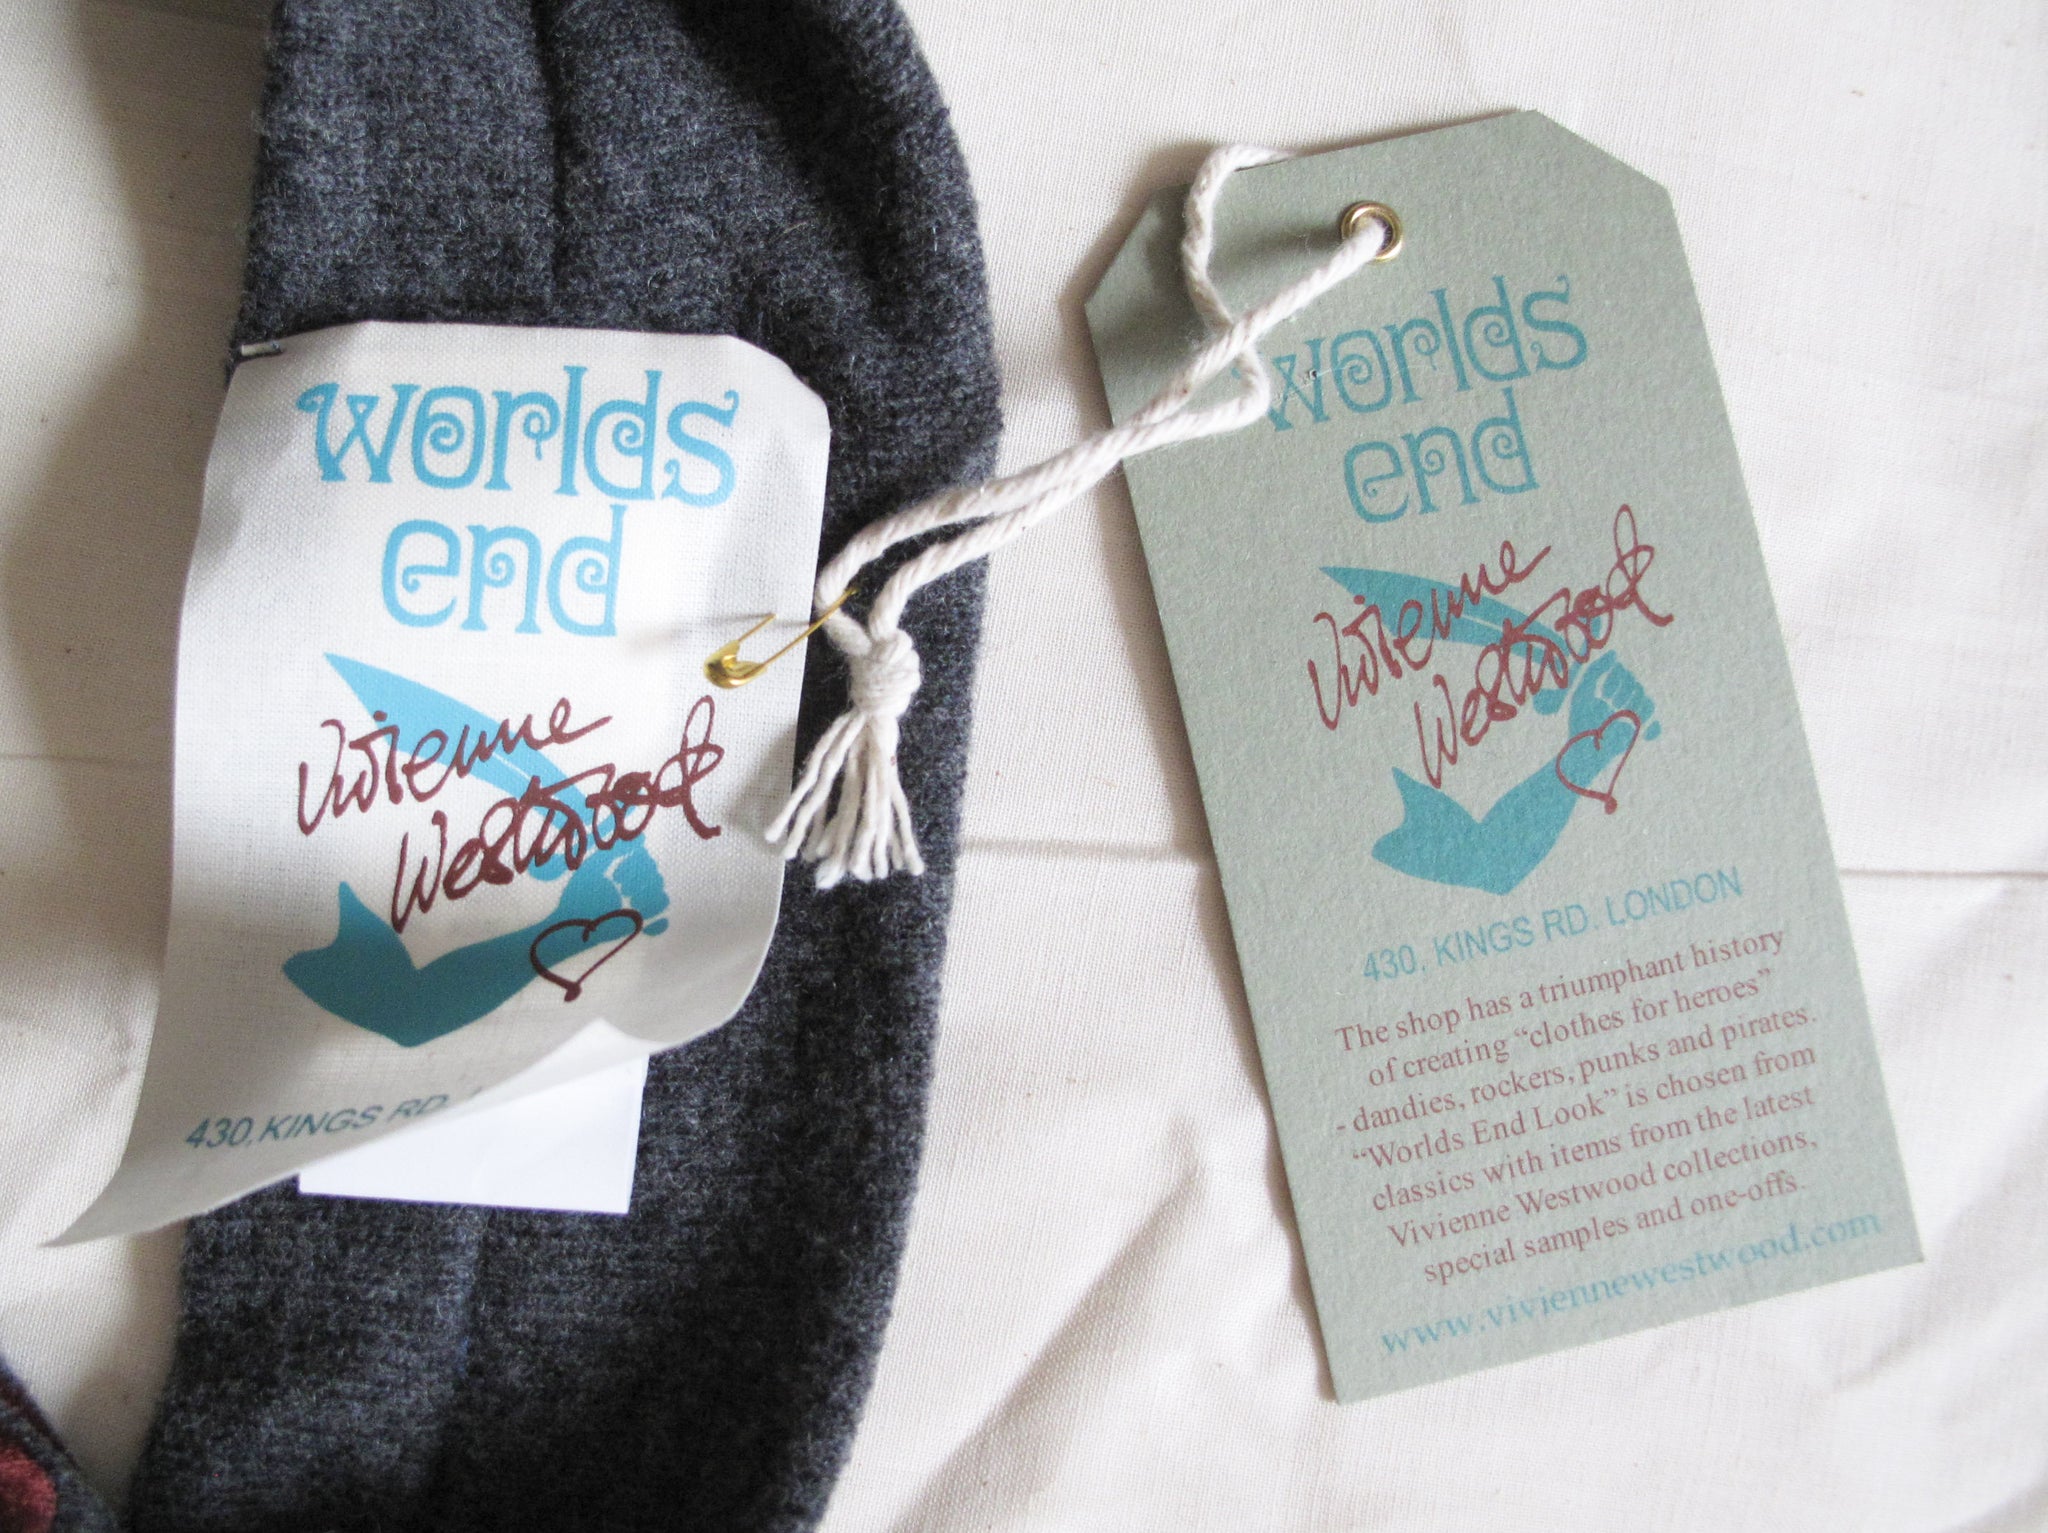 worlds
end
Vivienne
Westwood
430, KINGS RD.
worlds
end
Vivienne
Westwood
430, KINGS RD. LONDON
The shop has a triumphant history
of creating “clothes for heroes”
- dandies, rockers, punks and pirates.
“Worlds End Look” is chosen from
classics with items from the latest
Vivienne Westwood collections,
special samples and one-offs.
www.viviennewestwood.com